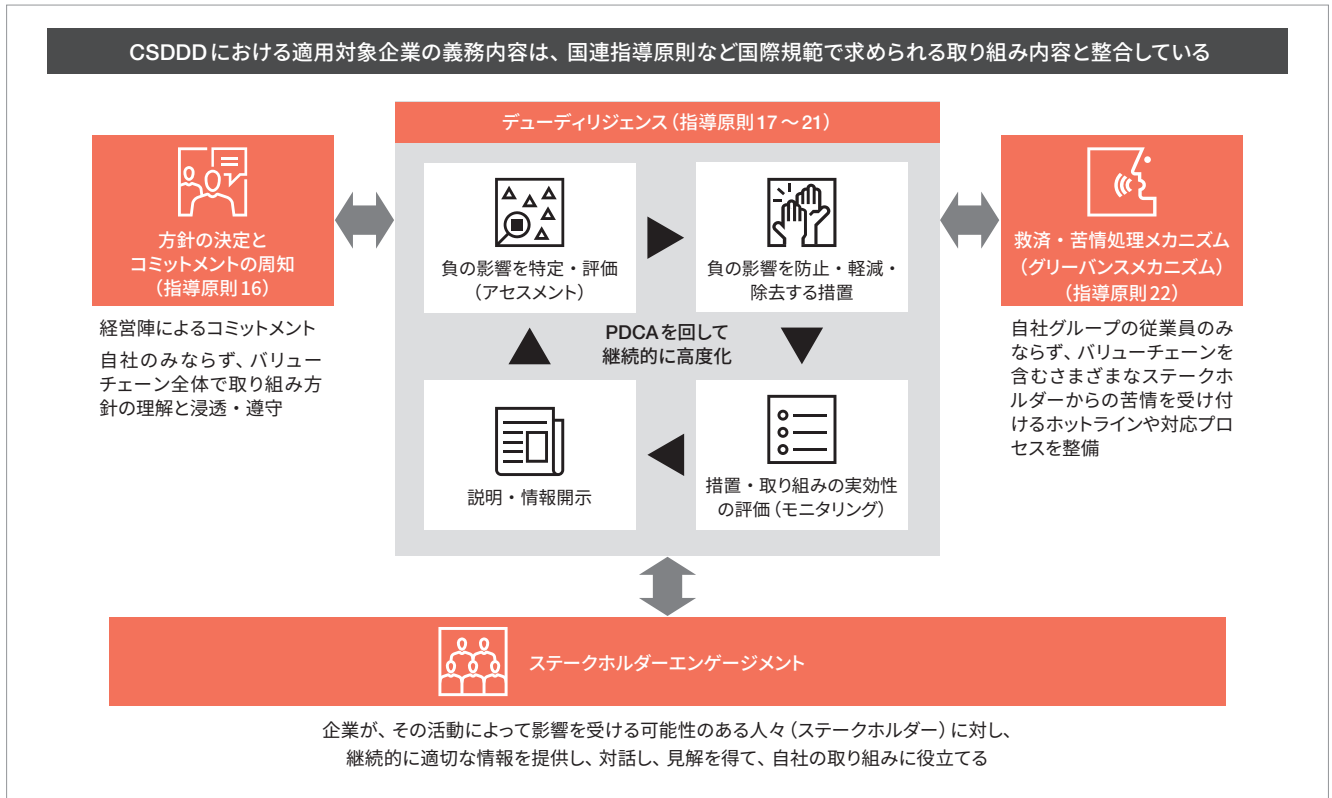 CSDDDにおける適用対象企業の義務内容は、国連指導原則など国際規範で求められる取り組み内容と整合している
デューディリジェンス（指導原則17～21）
方針の決定と
コミットメントの周知
（指導原則16）
経営陣によるコミットメント
自社のみならず、バリュー
チェーン全体で取り組み方
針の理解と浸透・遵守
負の影響を特定・評価
（アセスメント）
負の影響を防止・軽減・
除去する措置
PDCAを回して
継続的に高度化
説明・情報開示
措置・取り組みの実効性
の評価（モニタリング）
救済・苦情処理メカニズム
（グリーバンスメカニズム）
（指導原則22）
自社グループの従業員のみ
ならず、バリューチェーンを
含むさまざまなステークホ
ルダーからの苦情を受け付
けるホットラインや対応プロ
セスを整備
ステークホルダーエンゲージメント
企業が、その活動によって影響を受ける可能性のある人々（ステークホルダー）に対し、
継続的に適切な情報を提供し、対話し、見解を得て、自社の取り組みに役立てる